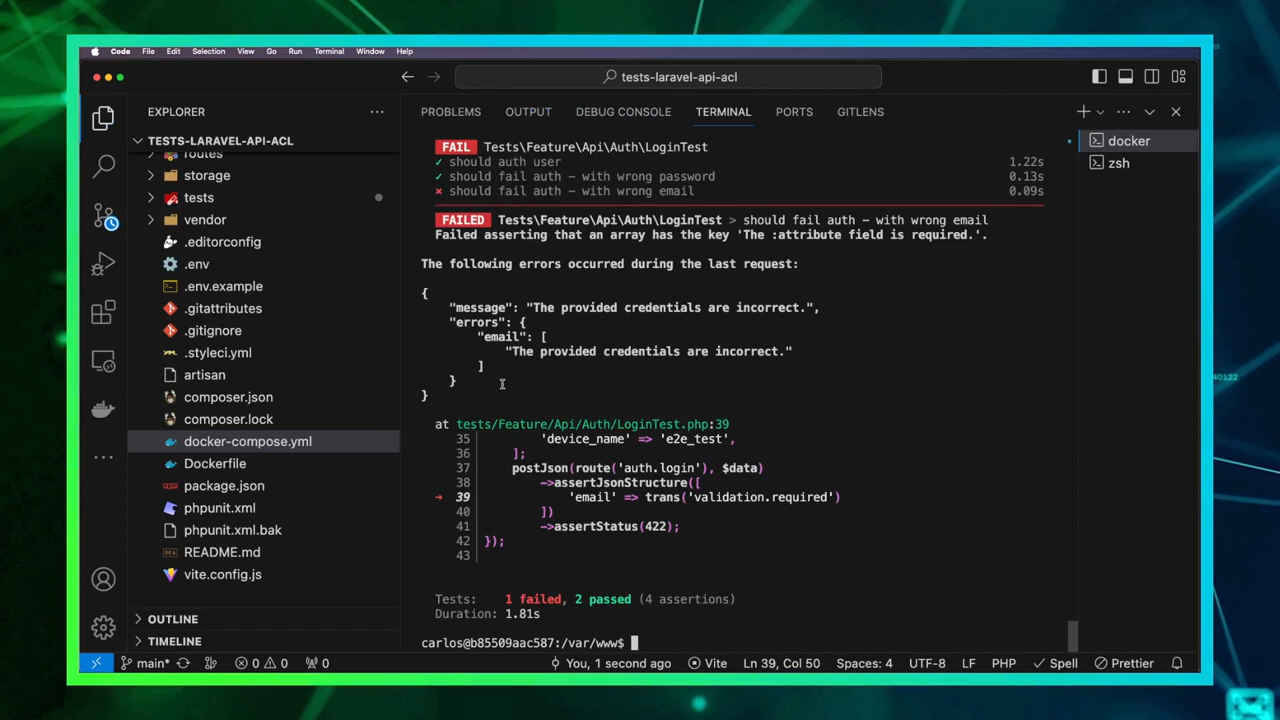 Code File Edit Selection View Go Run Terminal Window Help
tests-laravel-api-acl
EXPLORER
PROBLEMS OUTPUT DEBUG CONSOLE TERMINAL PORTS GITLENS
TESTS-LARAVEL-API-ACL
routes
storage
tests
vendor
.editorconfig
.env
.env.example
.gitattributes
.gitignore
.styleci.yml
artisan
composer.json
composer.lock
docker-compose.yml
Dockerfile
package.json
phpunit.xml
phpunit.xml.bak
README.md
vite.config.js
OUTLINE
TIMELINE
FAIL Tests\Feature\Api\Auth\LoginTest
✓ should auth user 1.22s
✓ should fail auth – with wrong password 0.13s
× should fail auth – with wrong email 0.09s
FAILED Tests\Feature\Api\Auth\LoginTest > should fail auth – with wrong email
Failed asserting that an array has the key 'The :attribute field is required.'.
The following errors occurred during the last request:
{
"message": "The provided credentials are incorrect.",
"errors": {
"email": [
"The provided credentials are incorrect."
]
}
}
at tests/Feature/Api/Auth/LoginTest.php:39
35 'device_name' => 'e2e_test',
36 ];
37 postJson(route('auth.login'), $data)
38 ->assertJsonStructure([
→ 39 'email' => trans('validation.required')
40 ])
41 ->assertStatus(422);
42 });
43
Tests: 1 failed, 2 passed (4 assertions)
Duration: 1.81s
carlos@b85509aac587:/var/www$
docker
zsh
main* 0 0 0 You, 1 second ago Vite Ln 39, Col 50 Spaces: 4 UTF-8 LF PHP Spell Prettier